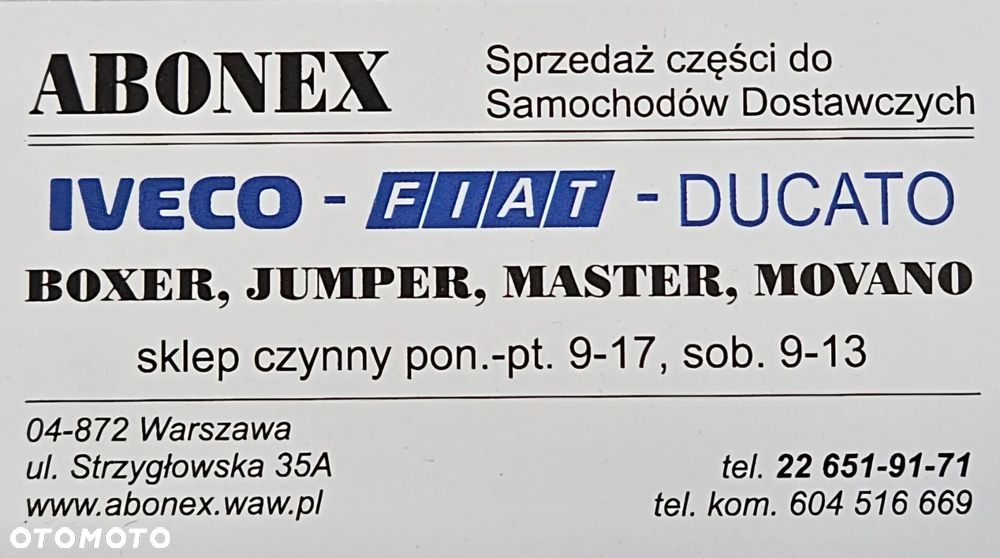 ABONEX
Sprzedaż części do
Samochodów Dostawczych
IVECO - FIAT - DUCATO
BOXER, JUMPER, MASTER, MOVANO
sklep czynny pon.-pt. 9-17, sob. 9-13
04-872 Warszawa
ul. Strzygłowska 35A
www.abonex.waw.pl
tel. 22 651-91-71
tel. kom. 604 516 669
OTOMOTO